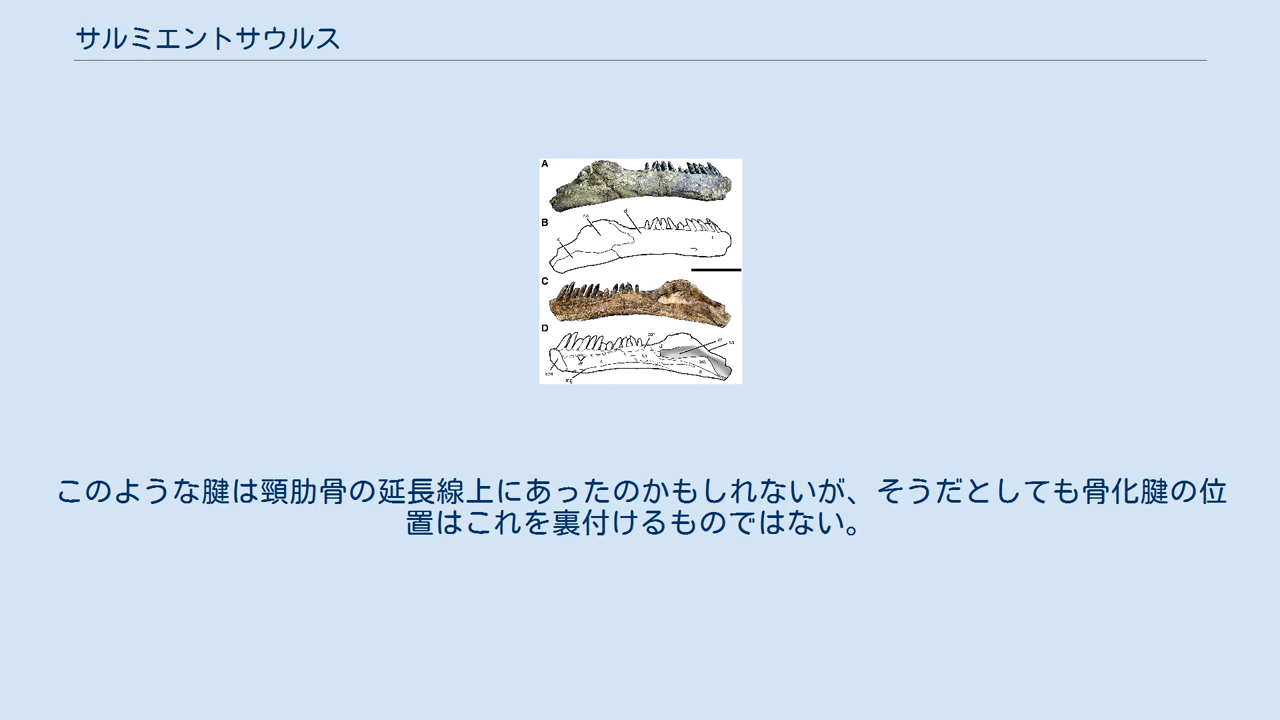 サルミエントサウルス
A
B
C
D
このような腱は頸肋骨の延長線上にあったのかもしれないが、そうだとしても骨化腱の位
置はこれを裏付けるものではない。